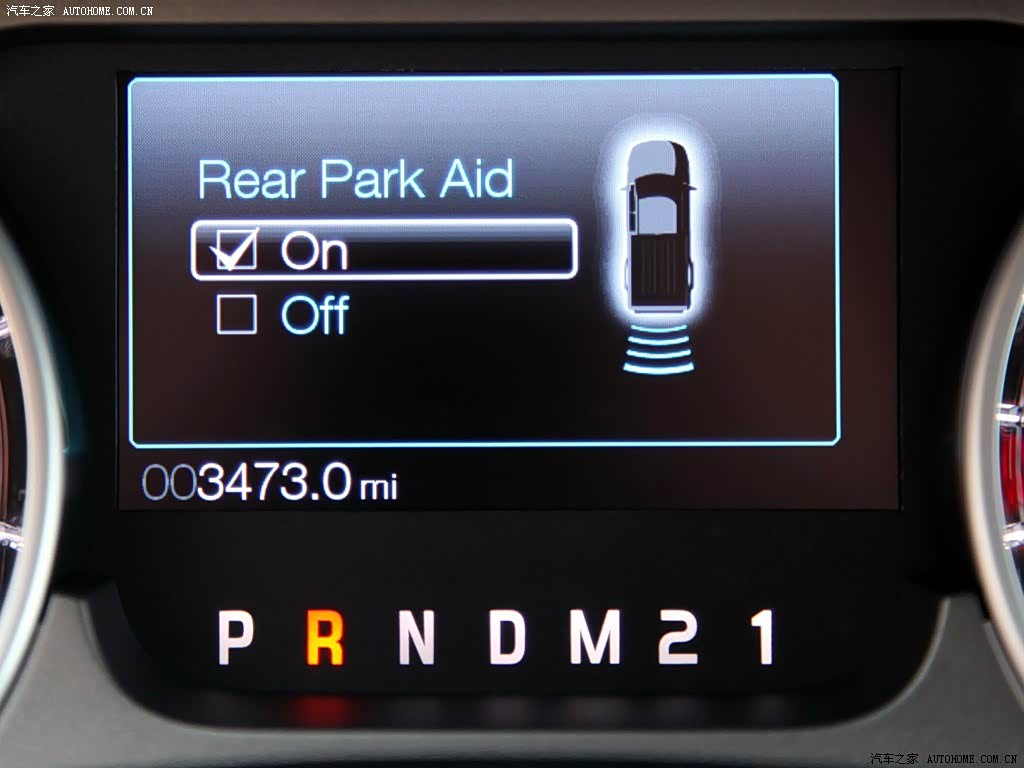 汽车之家 AUTOHOME.COM.CN
Rear Park Aid
On
Off
003473.0 mi
P R N D M 2 1
汽车之家 AUTOHOME.COM.CN